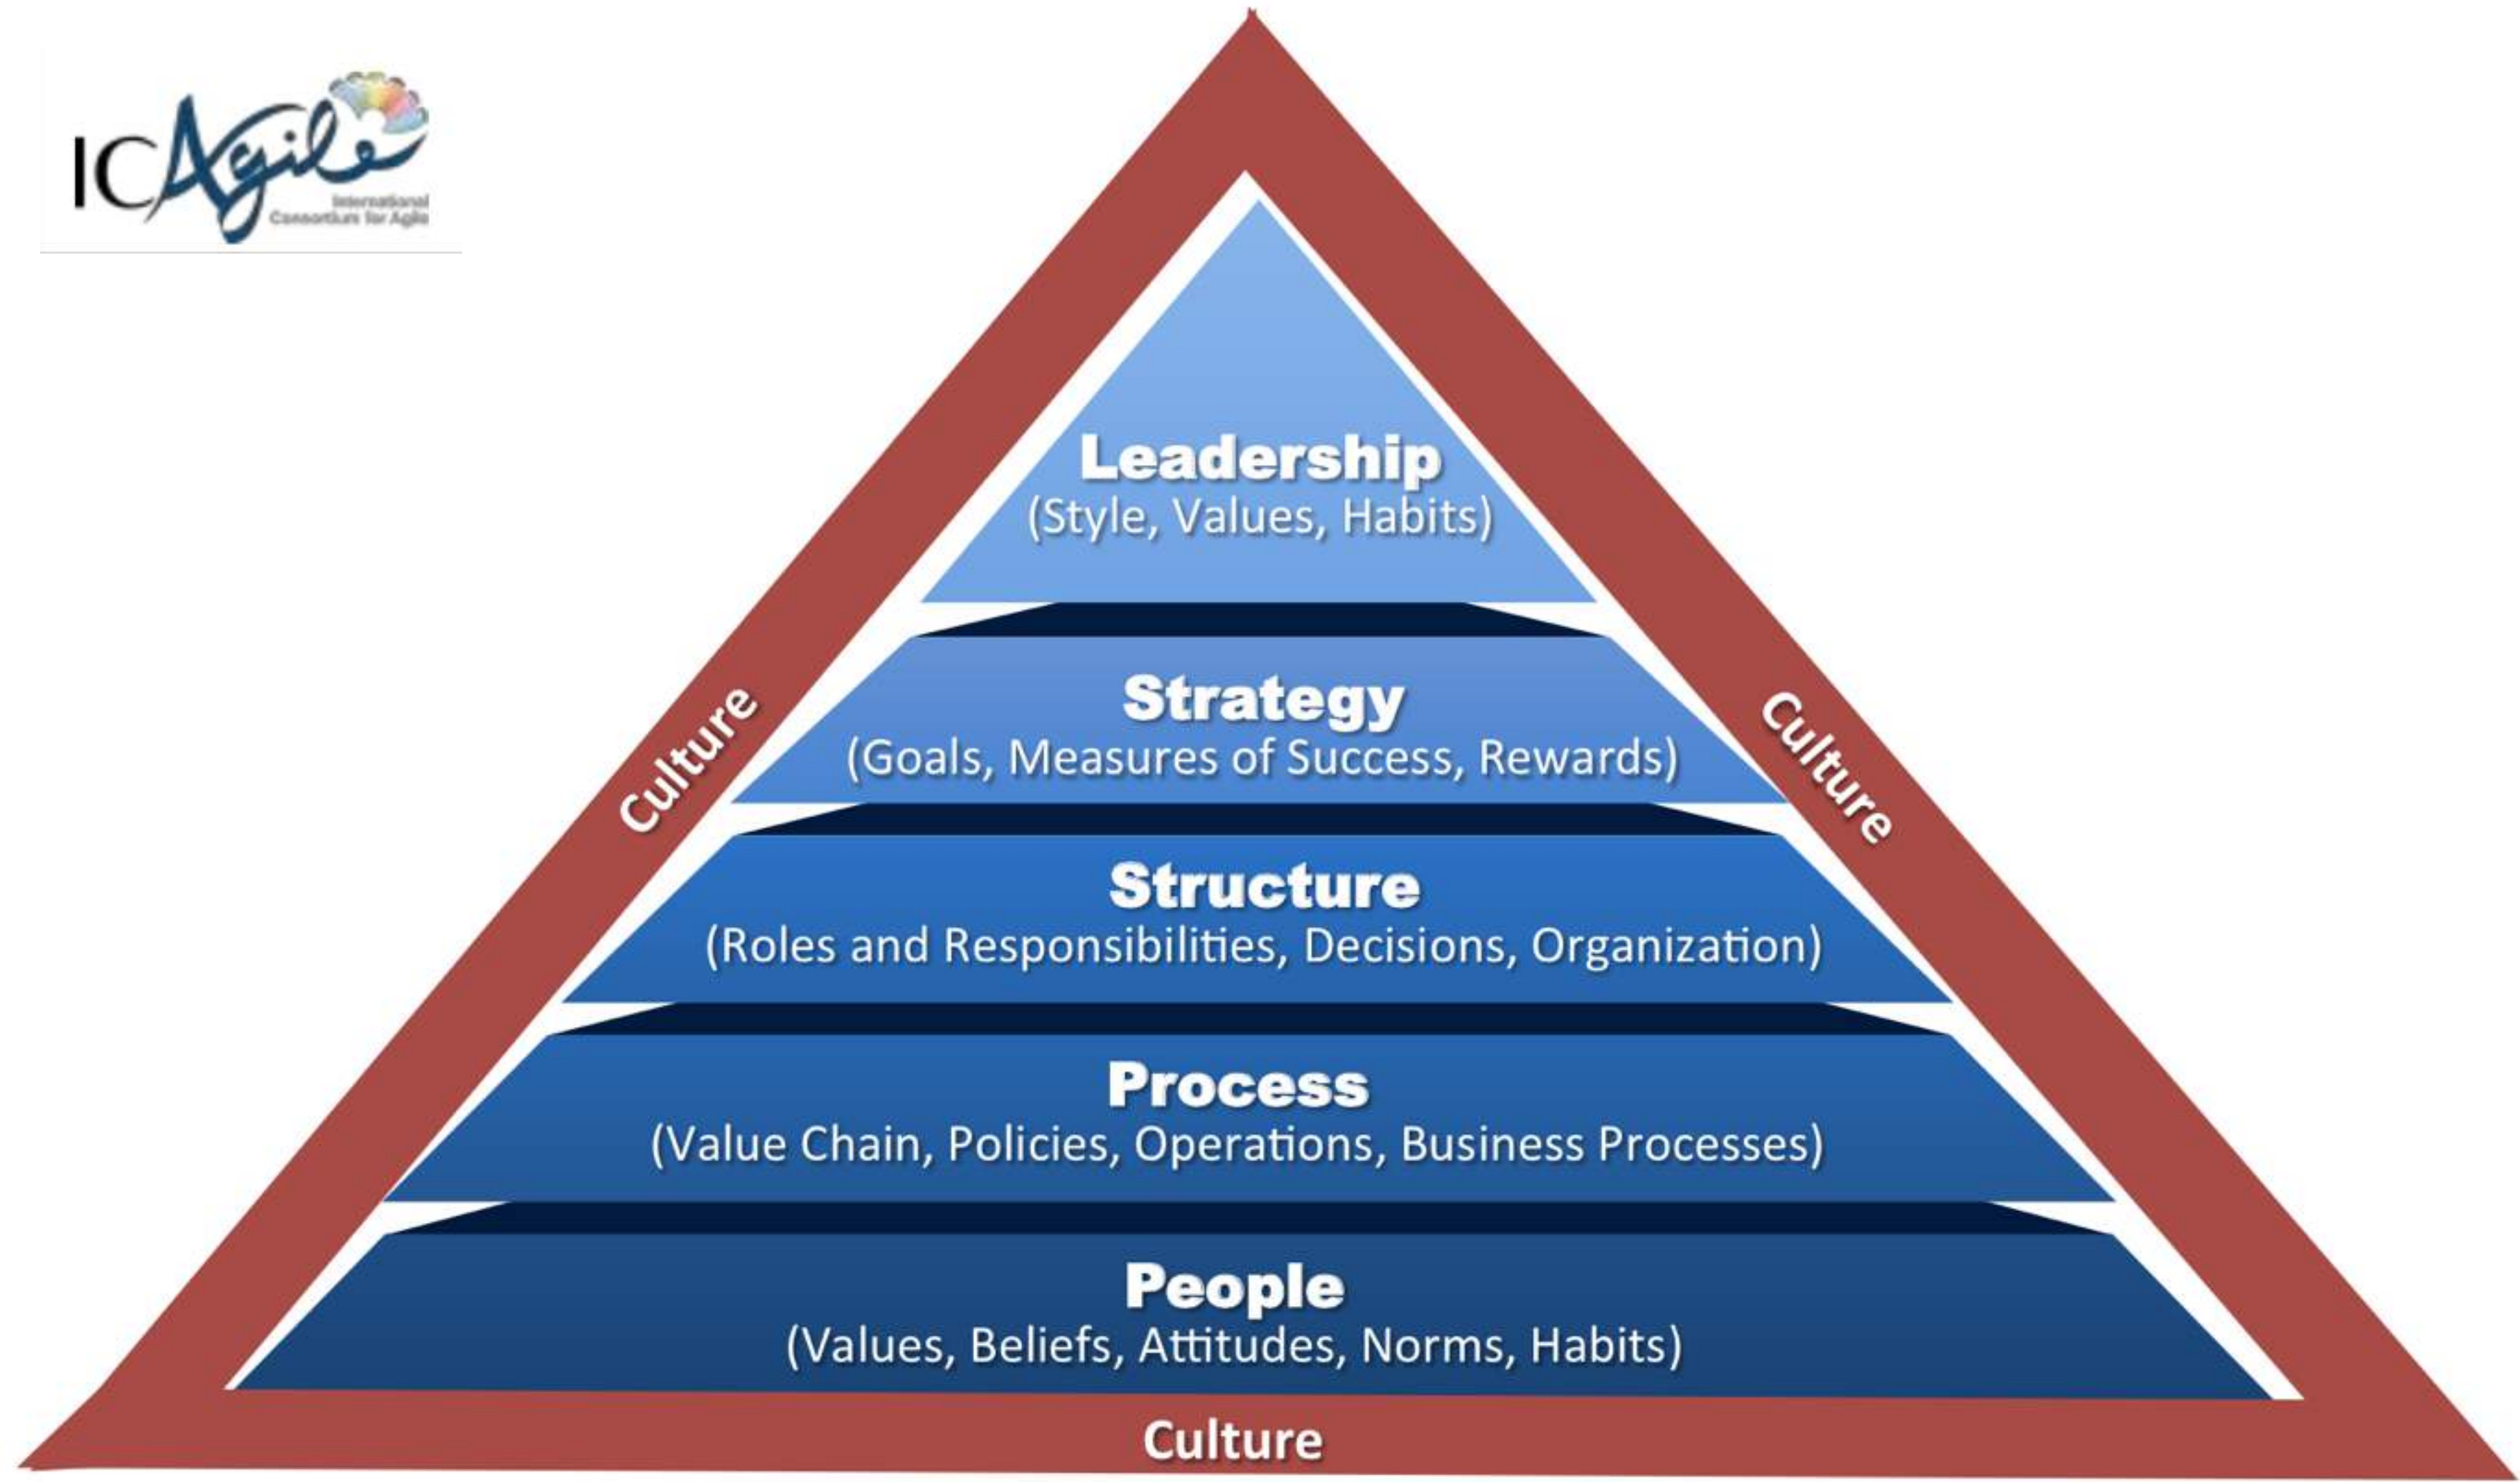 ICAgile
International
Consortium for Agile
Leadership
(Style, Values, Habits)
Strategy
(Goals, Measures of Success, Rewards)
Culture
Culture
Structure
(Roles and Responsibilities, Decisions, Organization)
Process
(Value Chain, Policies, Operations, Business Processes)
People
(Values, Beliefs, Attitudes, Norms, Habits)
Culture